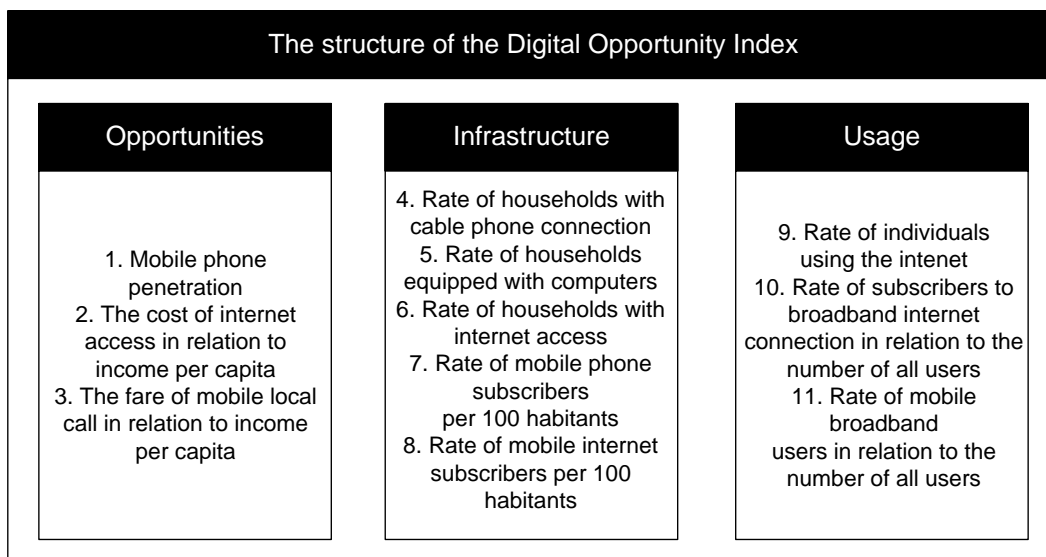 The structure of the Digital Opportunity Index
Opportunities
1. Mobile phone
penetration
2. The cost of internet
access in relation to
income per capita
3. The fare of mobile local
call in relation to income
per capita
Infrastructure
4. Rate of households with
cable phone connection
5. Rate of households
equipped with computers
6. Rate of households with
internet access
7. Rate of mobile phone
subscribers
per 100 habitants
8. Rate of mobile internet
subscribers per 100
habitants
Usage
9. Rate of individuals
using the intenet
10. Rate of subscribers to
broadband internet
connection in relation to the
number of all users
11. Rate of mobile
broadband
users in relation to the
number of all users